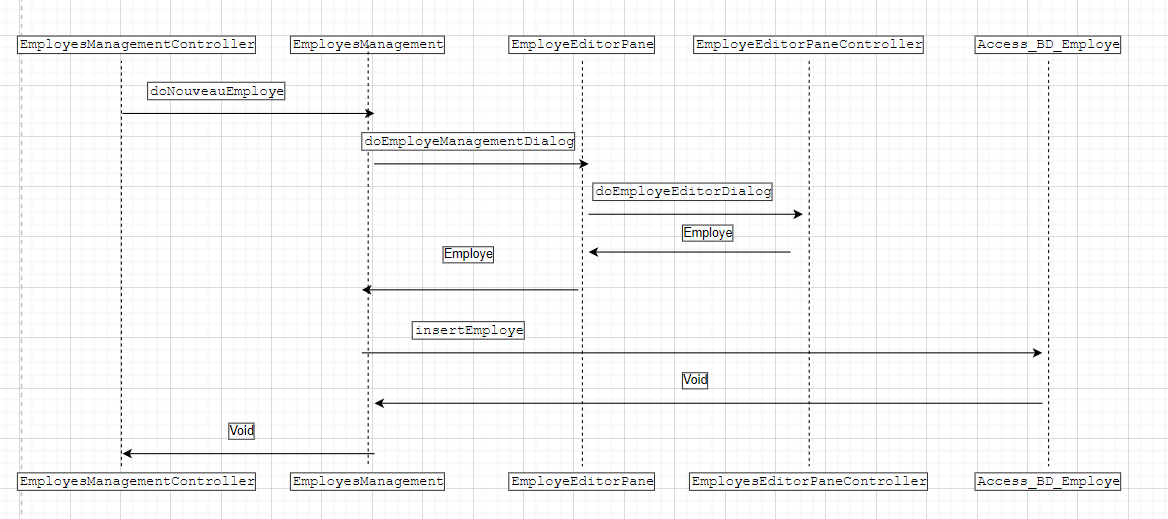 EmployesManagementController EmployesManagement EmployeEditorPane EmployeEditorPaneController Access_BD_Employe
doNouveauEmploye
doEmployeManagementDialog
doEmployeEditorDialog
Employe
Employe
insertEmploye
Void
Void
EmployesManagementController EmployesManagement EmployeEditorPane EmployesEditorPaneController Access_BD_Employe